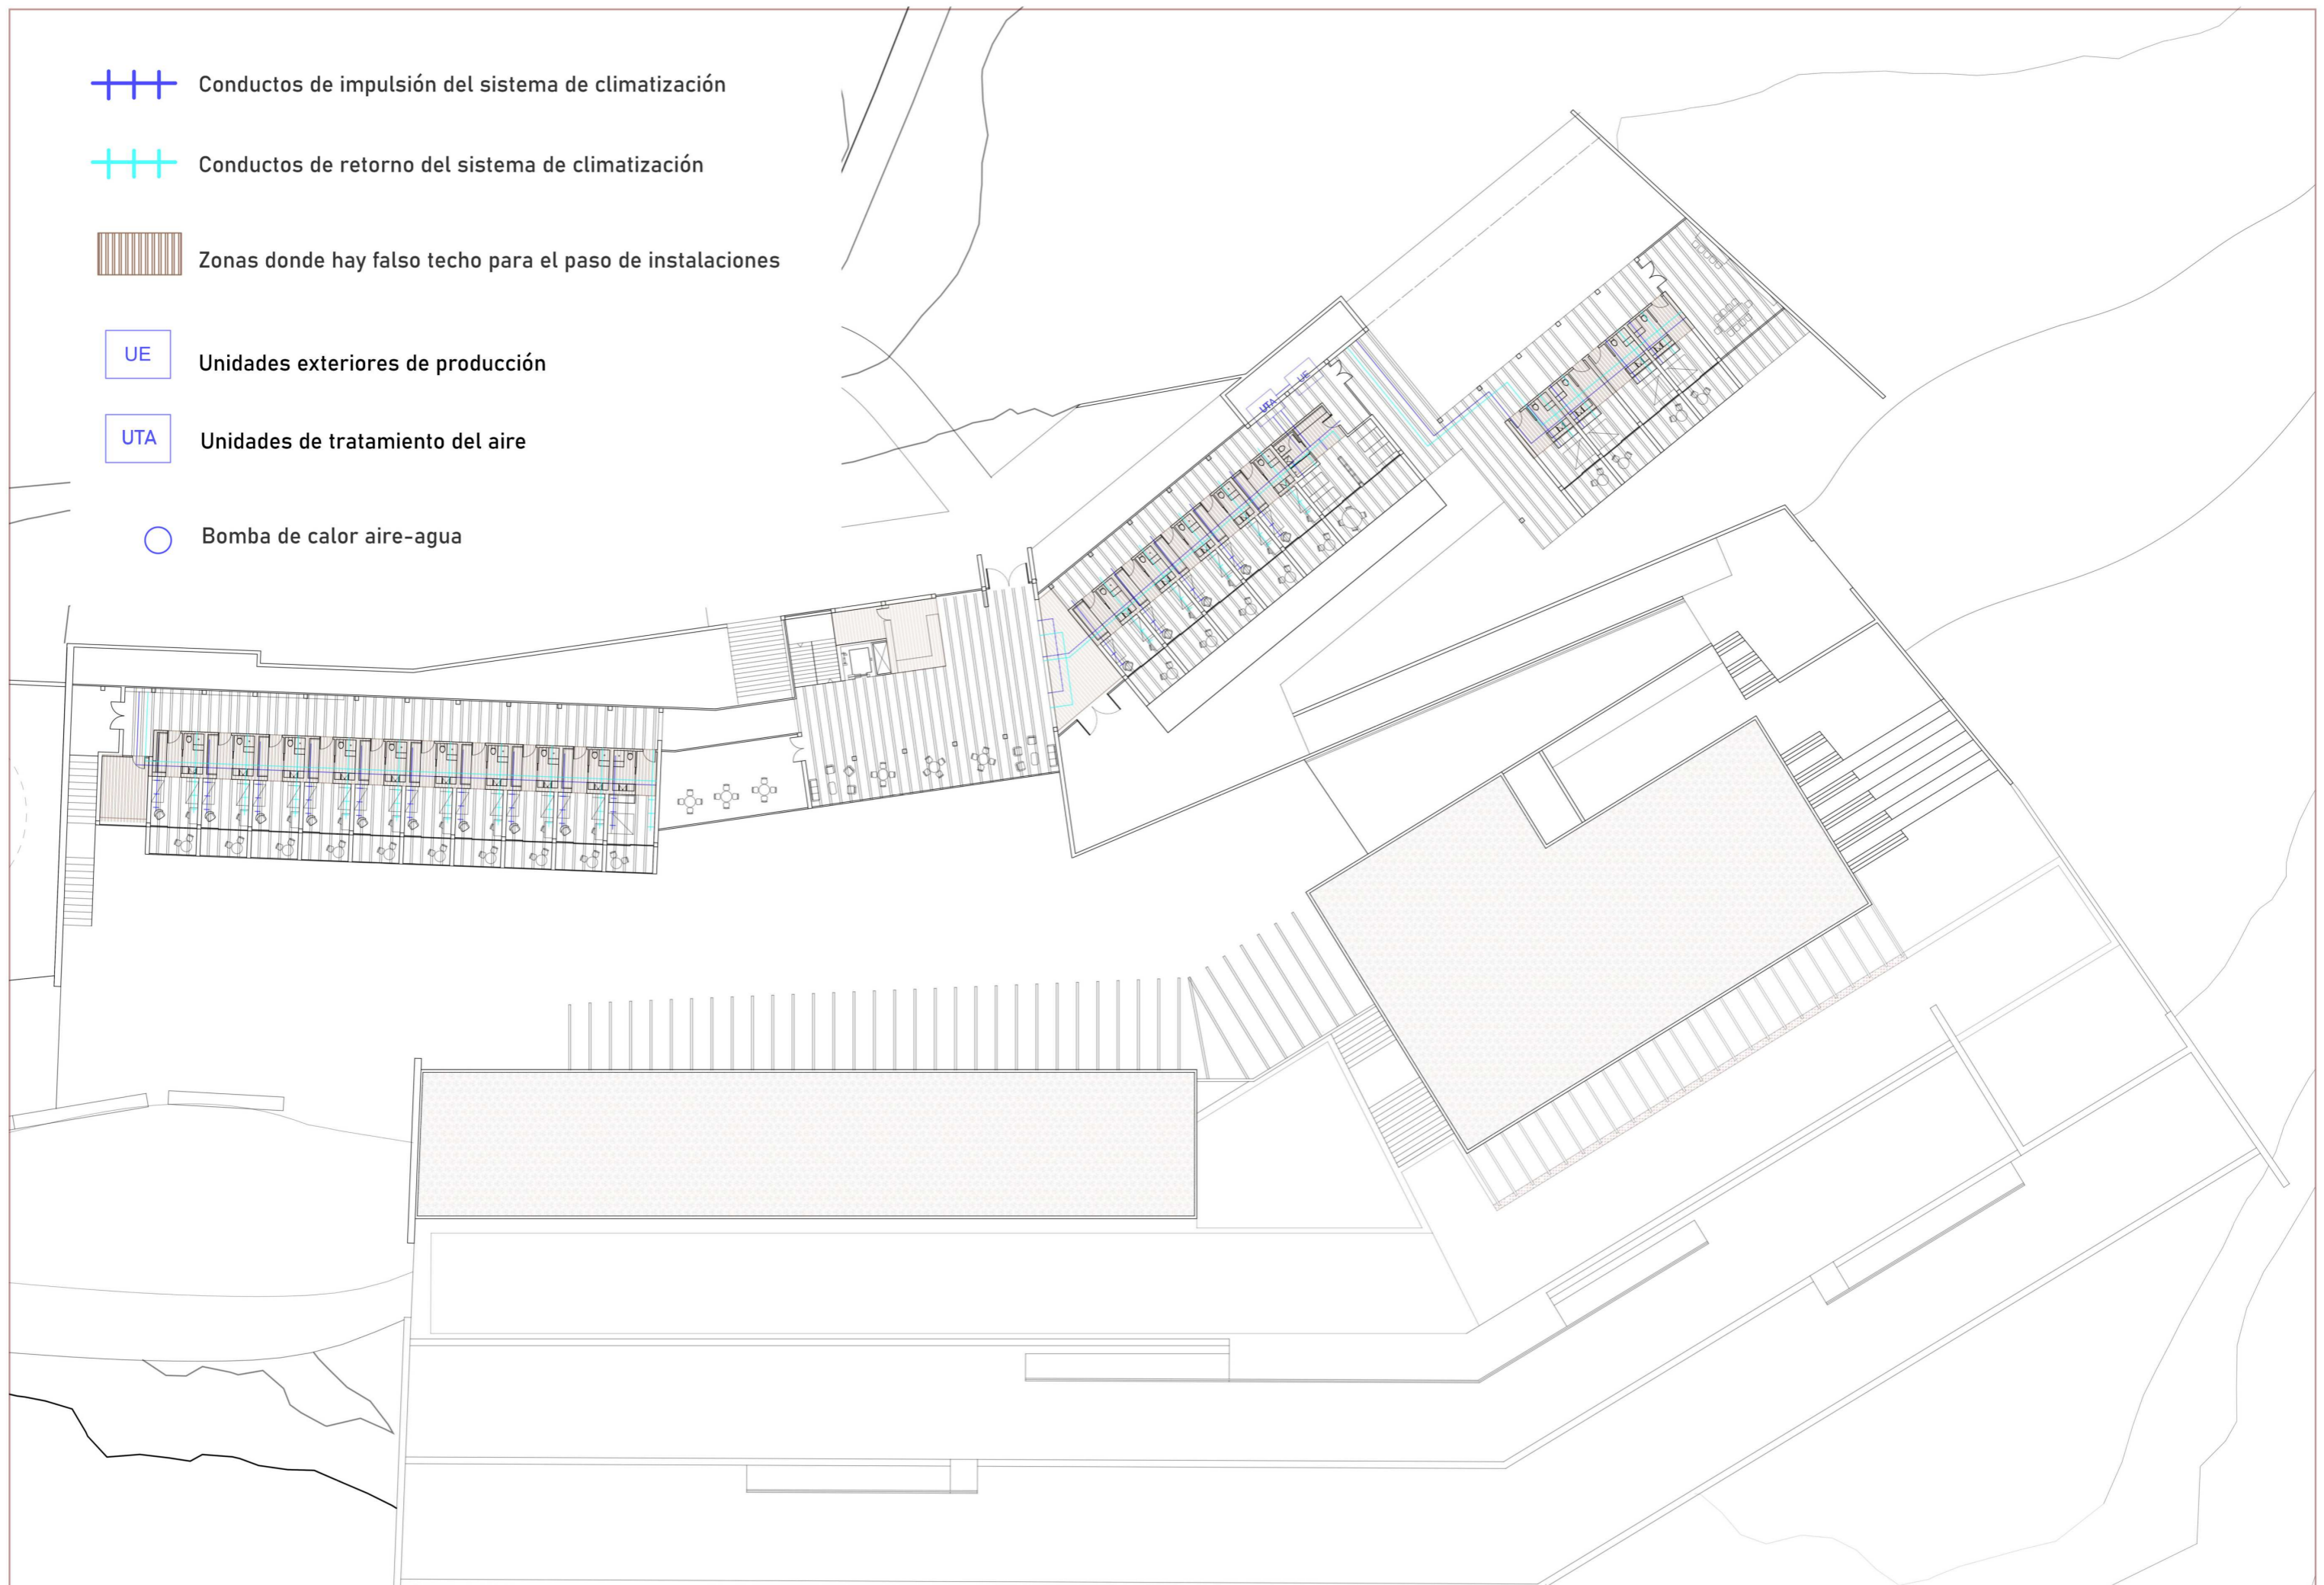 Conductos de impulsión del sistema de climatización
Conductos de retorno del sistema de climatización
Zonas donde hay falso techo para el paso de instalaciones
UE
Unidades exteriores de producción
UTA
Unidades de tratamiento del aire
Bomba de calor aire-agua
UE
UTA